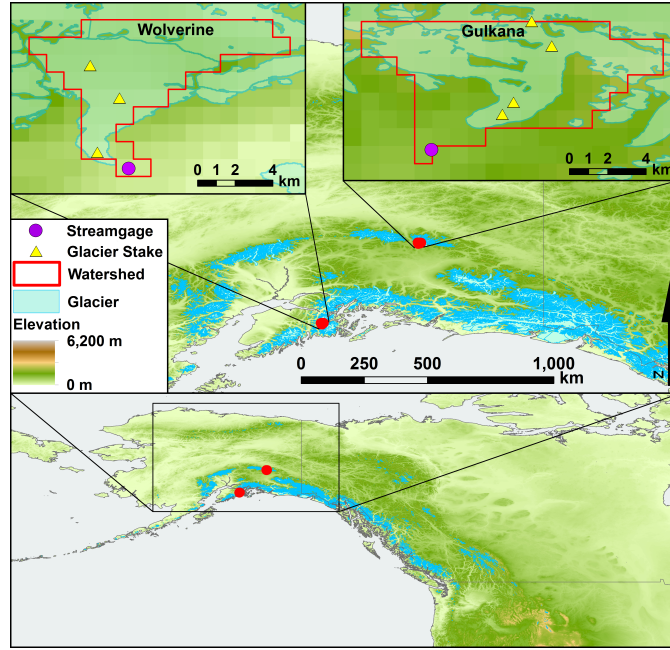 Wolverine
0 1 2 4
km
Gulkana
0 1 2 4
km
Streamgage
Glacier Stake
Watershed
Glacier
Elevation
6,200 m
0 m
0 250 500 1,000
km
Z